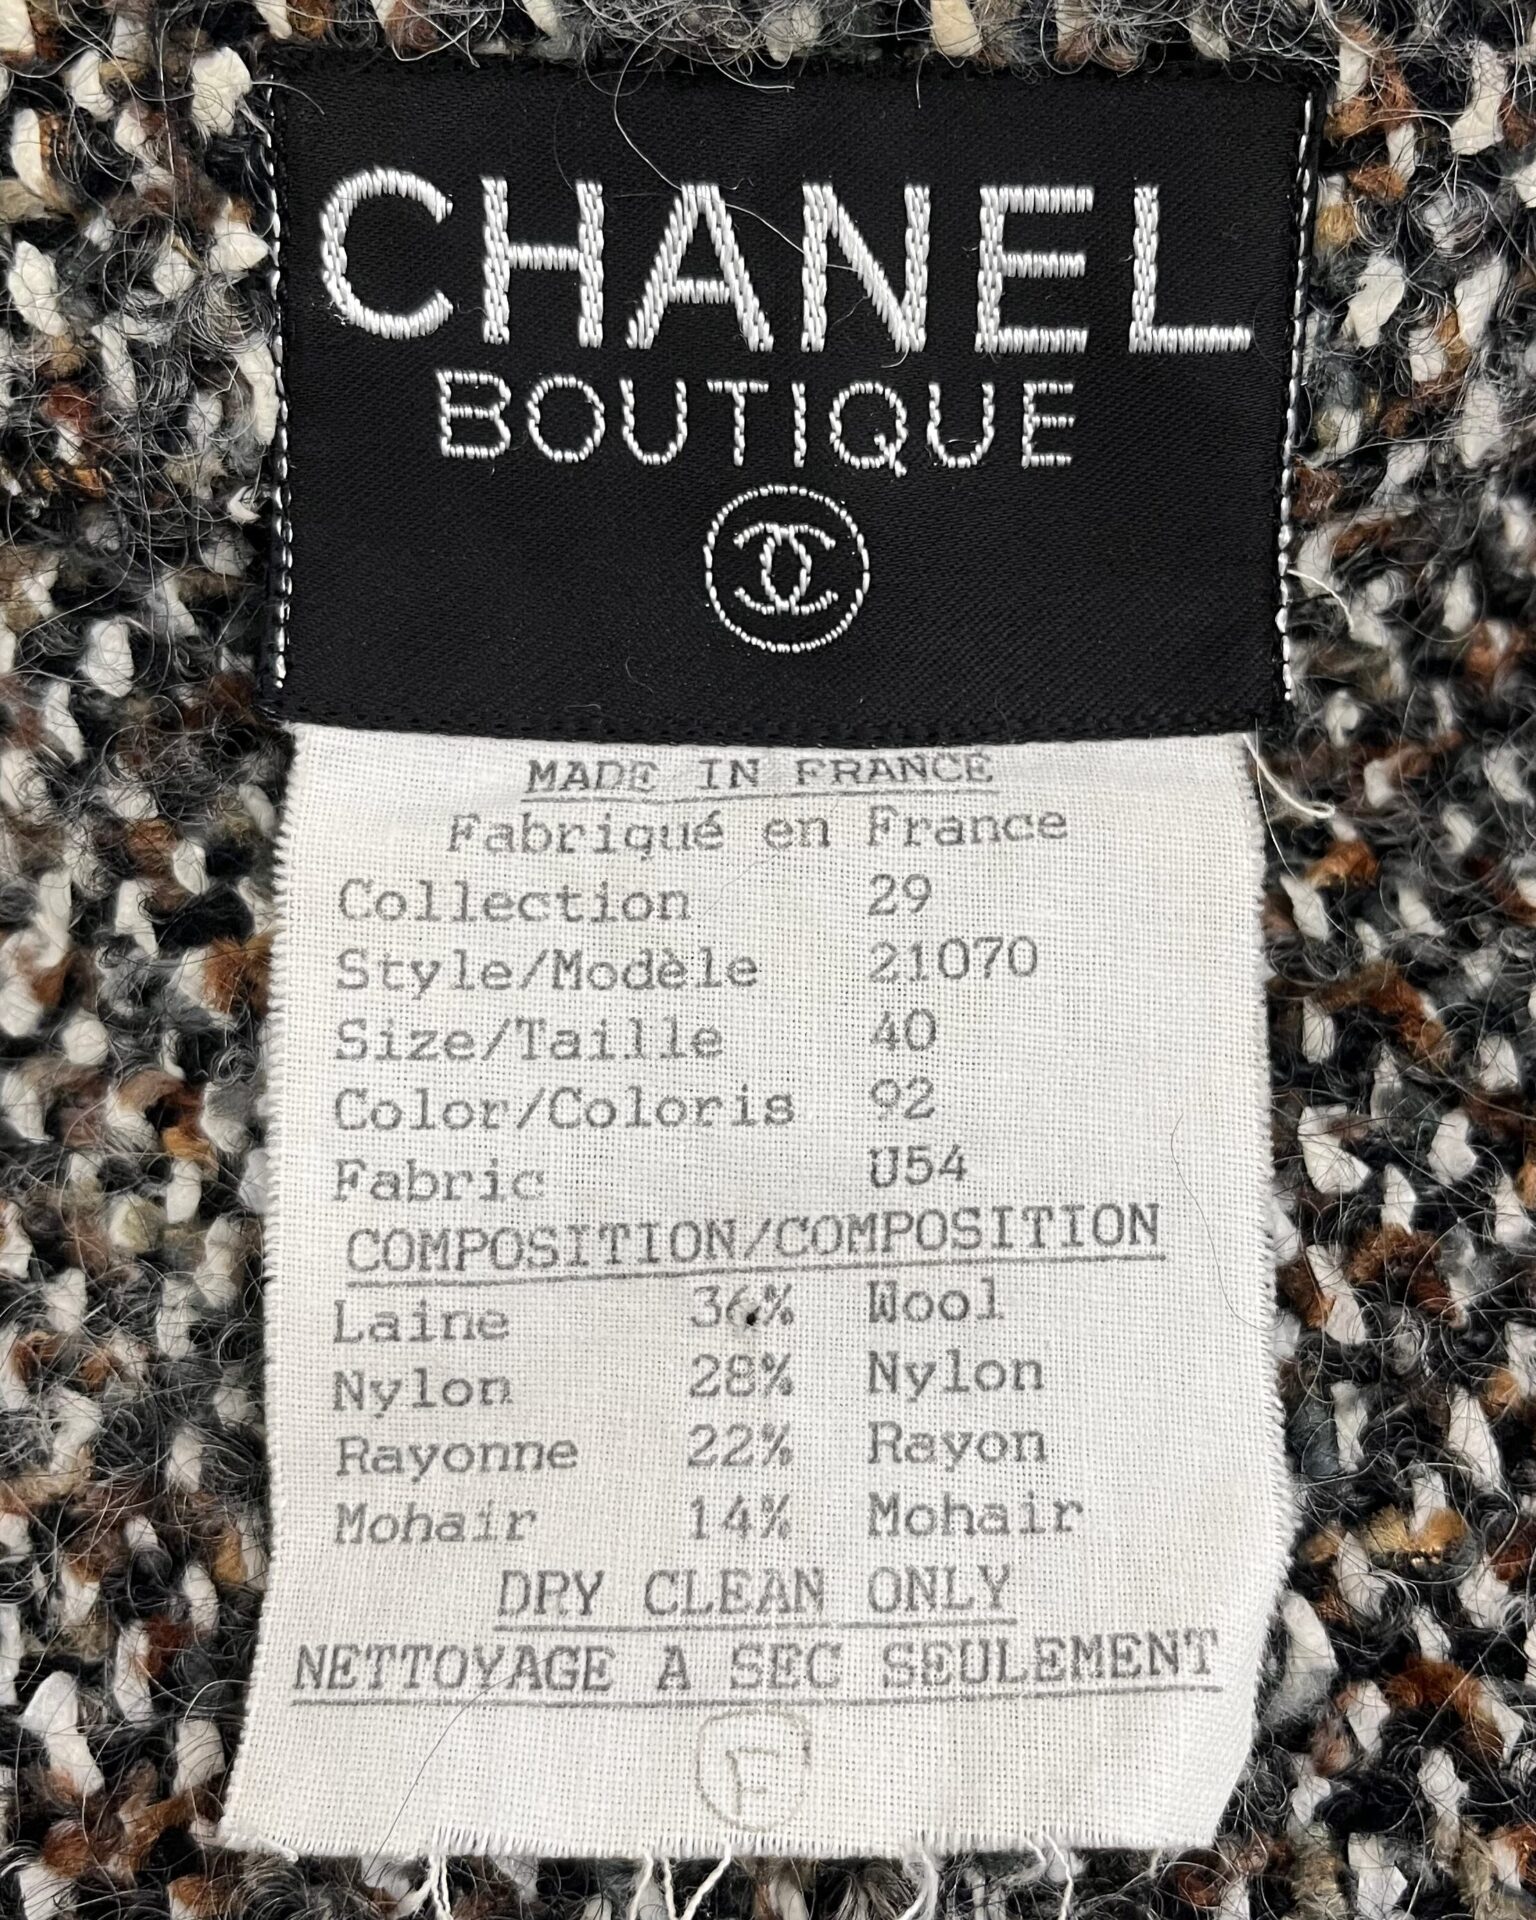 CHANEL
BOUTIQUE
MADE IN FRANCE
Fabriqué en France
Collection 29
Style/Modèle 21070
Size/Taille 40
Color/Coloris 92
Fabric U54
COMPOSITION/COMPOSITION
Laine 36% Wool
Nylon 28% Nylon
Rayonne 22% Rayon
Mohair 14% Mohair
DRY CLEAN ONLY
NETTOYAGE A SEC SEULEMENT
F